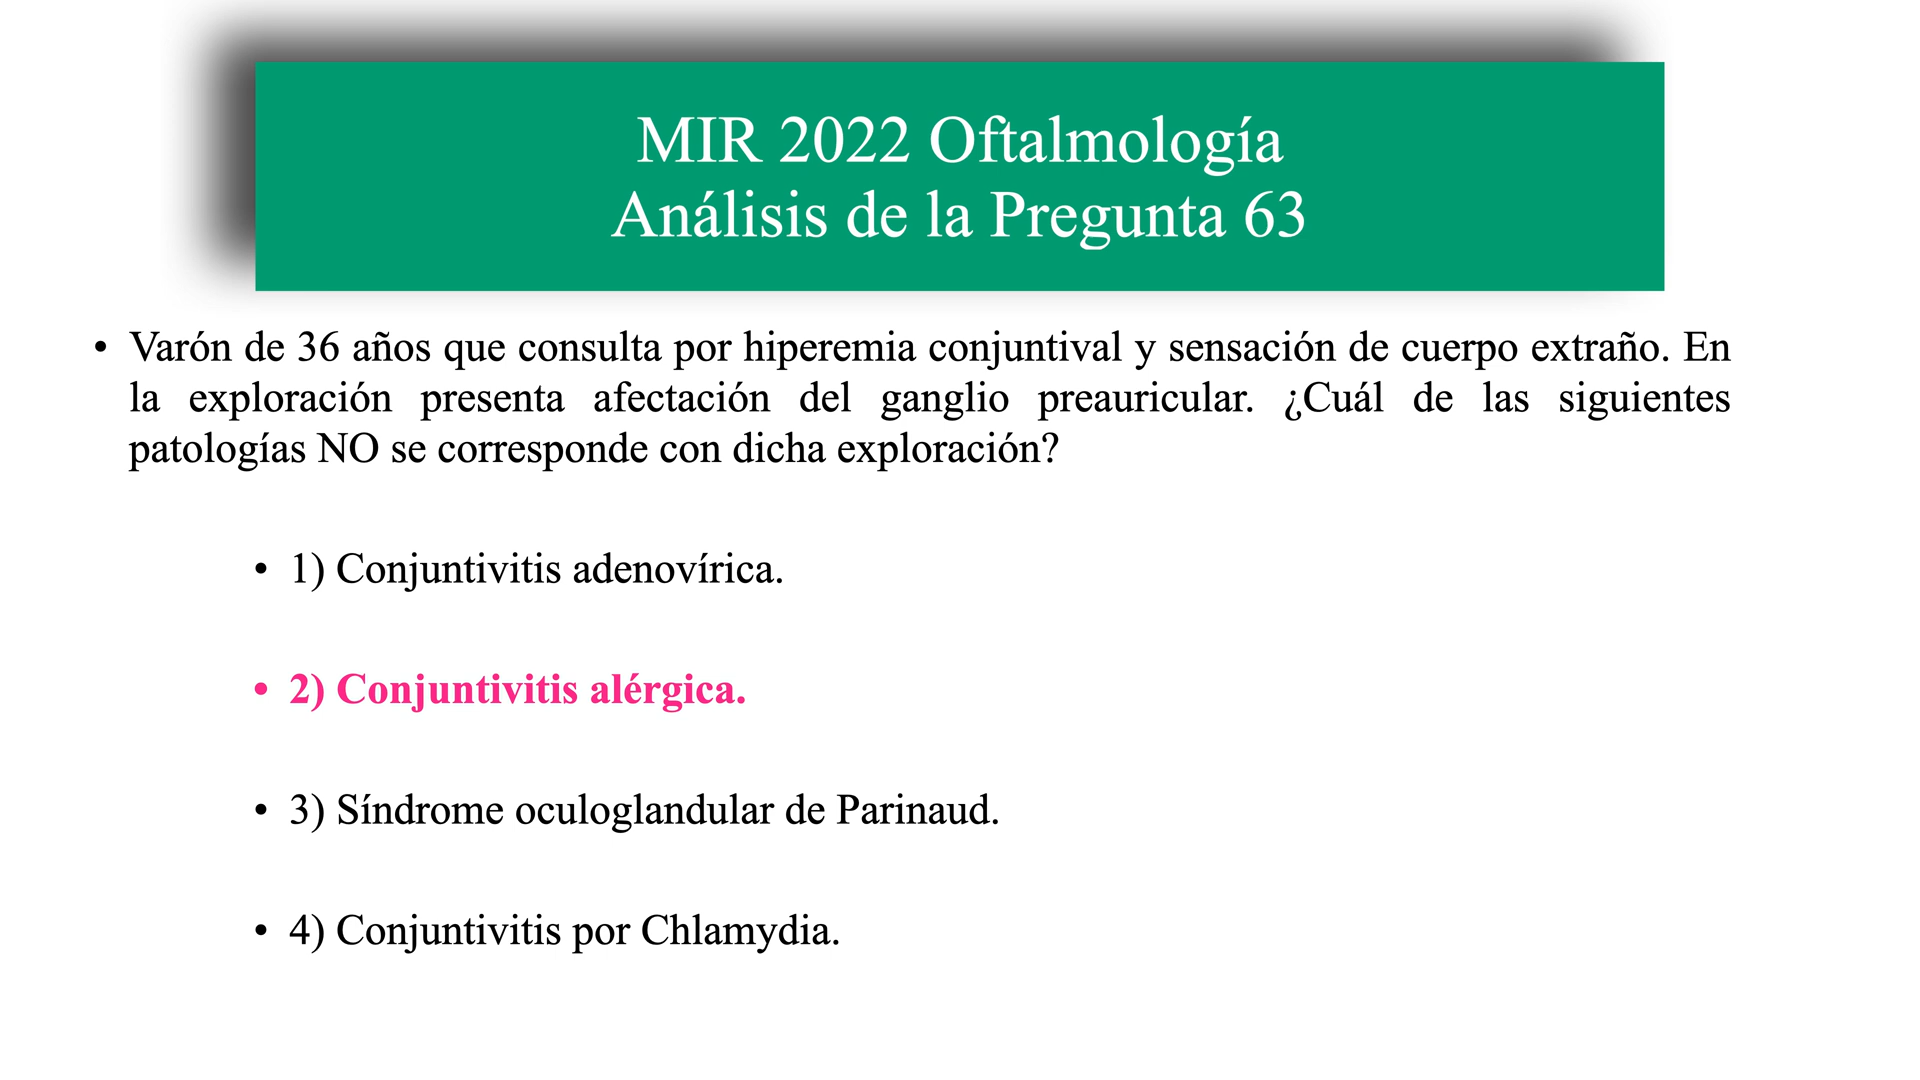 MIR 2022 Oftalmología
Análisis de la Pregunta 63
• Varón de 36 años que consulta por hiperemia conjuntival y sensación de cuerpo extraño. En
la exploración presenta afectación del ganglio preauricular. ¿Cuál de las siguientes
patologías NO se corresponde con dicha exploración?
• 1) Conjuntivitis adenovírica.
• 2) Conjuntivitis alérgica.
• 3) Síndrome oculoglandular de Parinaud.
• 4) Conjuntivitis por Chlamydia.